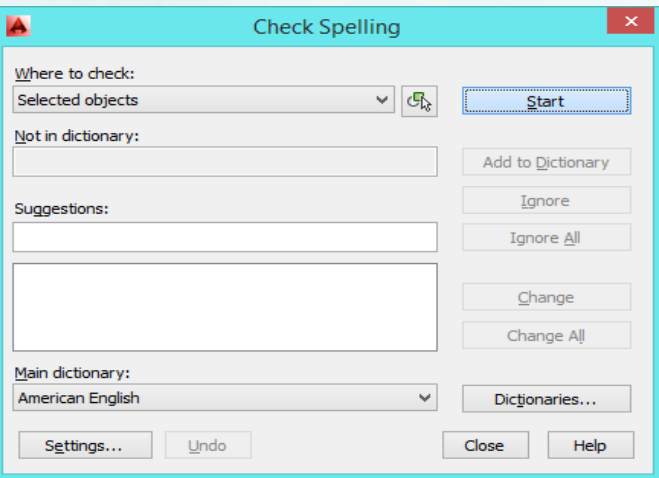 Check Spelling
Where to check:
Selected objects
Start
Not in dictionary:
Add to Dictionary
Ignore
Suggestions:
Ignore All
Change
Change All
Main dictionary:
American English
Dictionaries...
Settings...
Undo
Close
Help